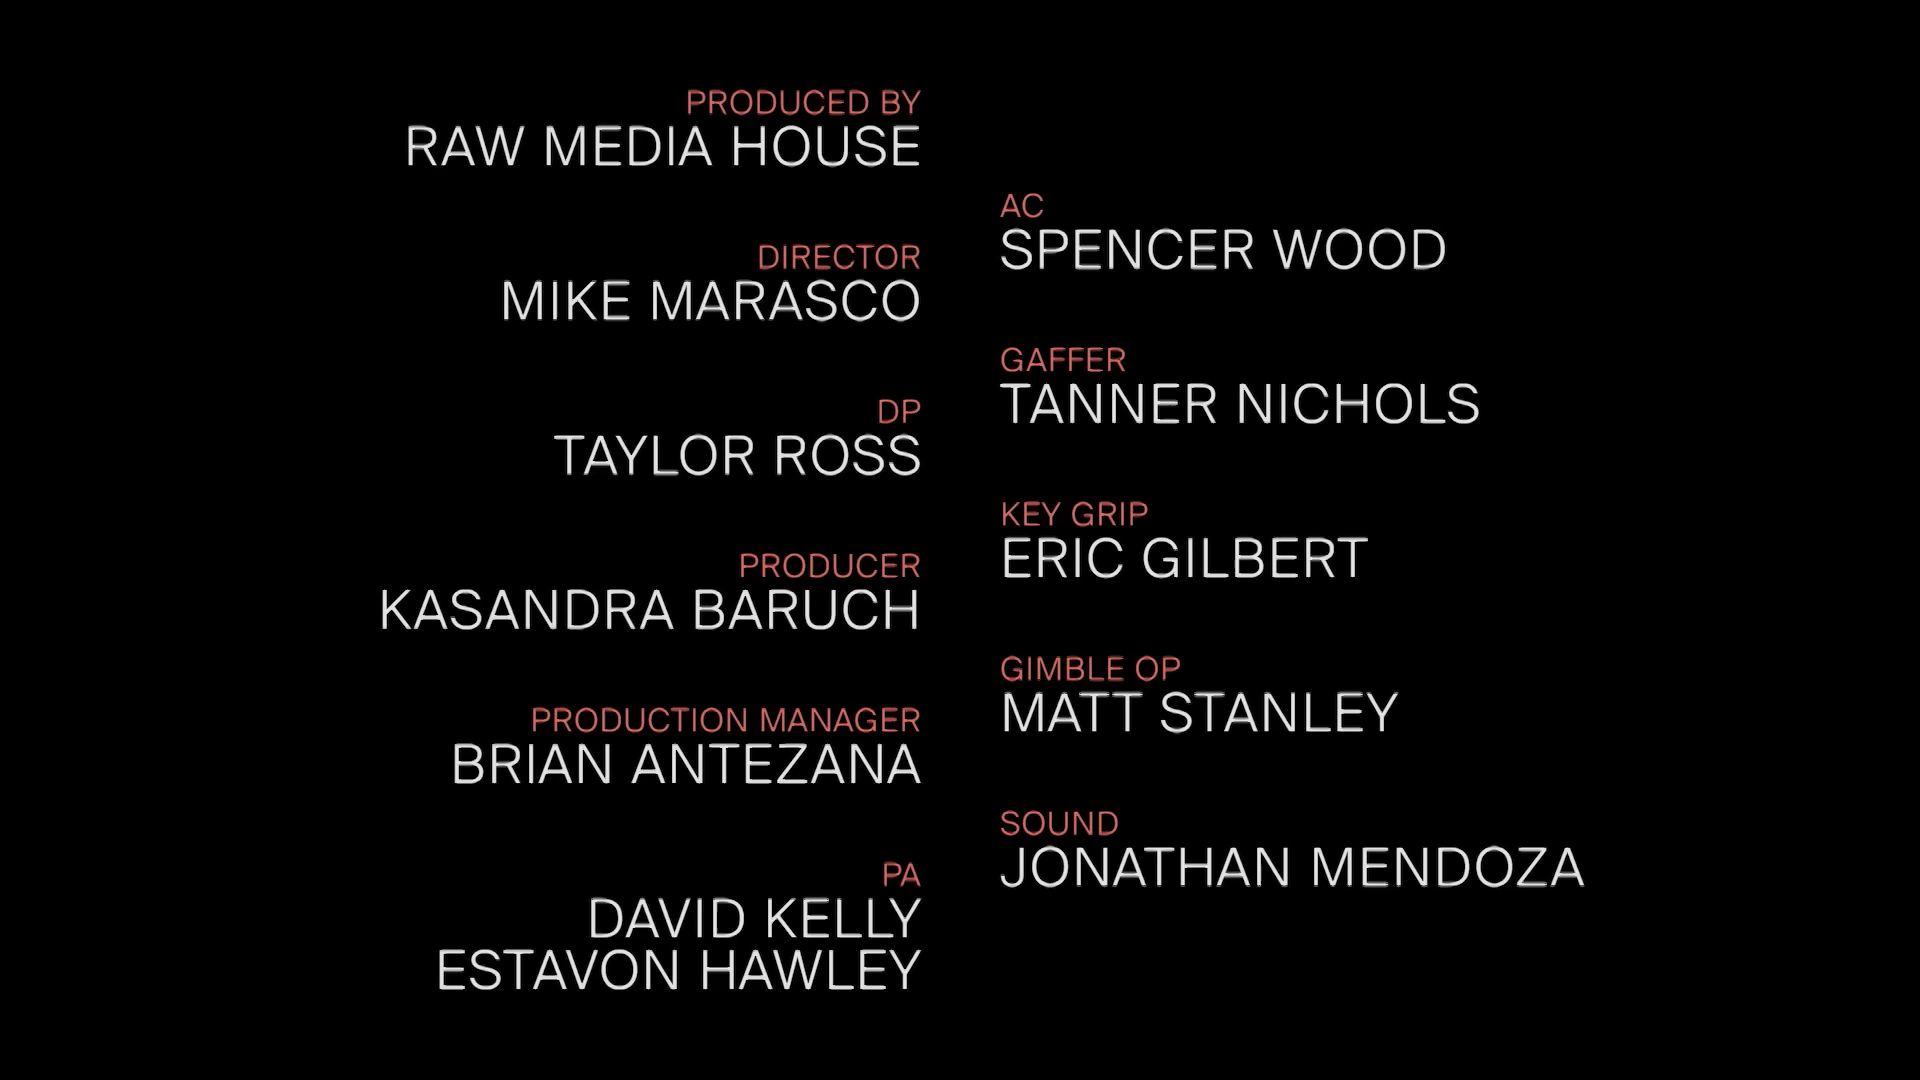 PRODUCED BY
RAW MEDIA HOUSE
DIRECTOR
MIKE MARASCO
DP
TAYLOR ROSS
PRODUCER
KASANDRA BARUCH
PRODUCTION MANAGER
BRIAN ANTEZANA
PA
DAVID KELLY
ESTAVON HAWLEY
AC
SPENCER WOOD
GAFFER
TANNER NICHOLS
KEY GRIP
ERIC GILBERT
GIMBLE OP
MATT STANLEY
SOUND
JONATHAN MENDOZA